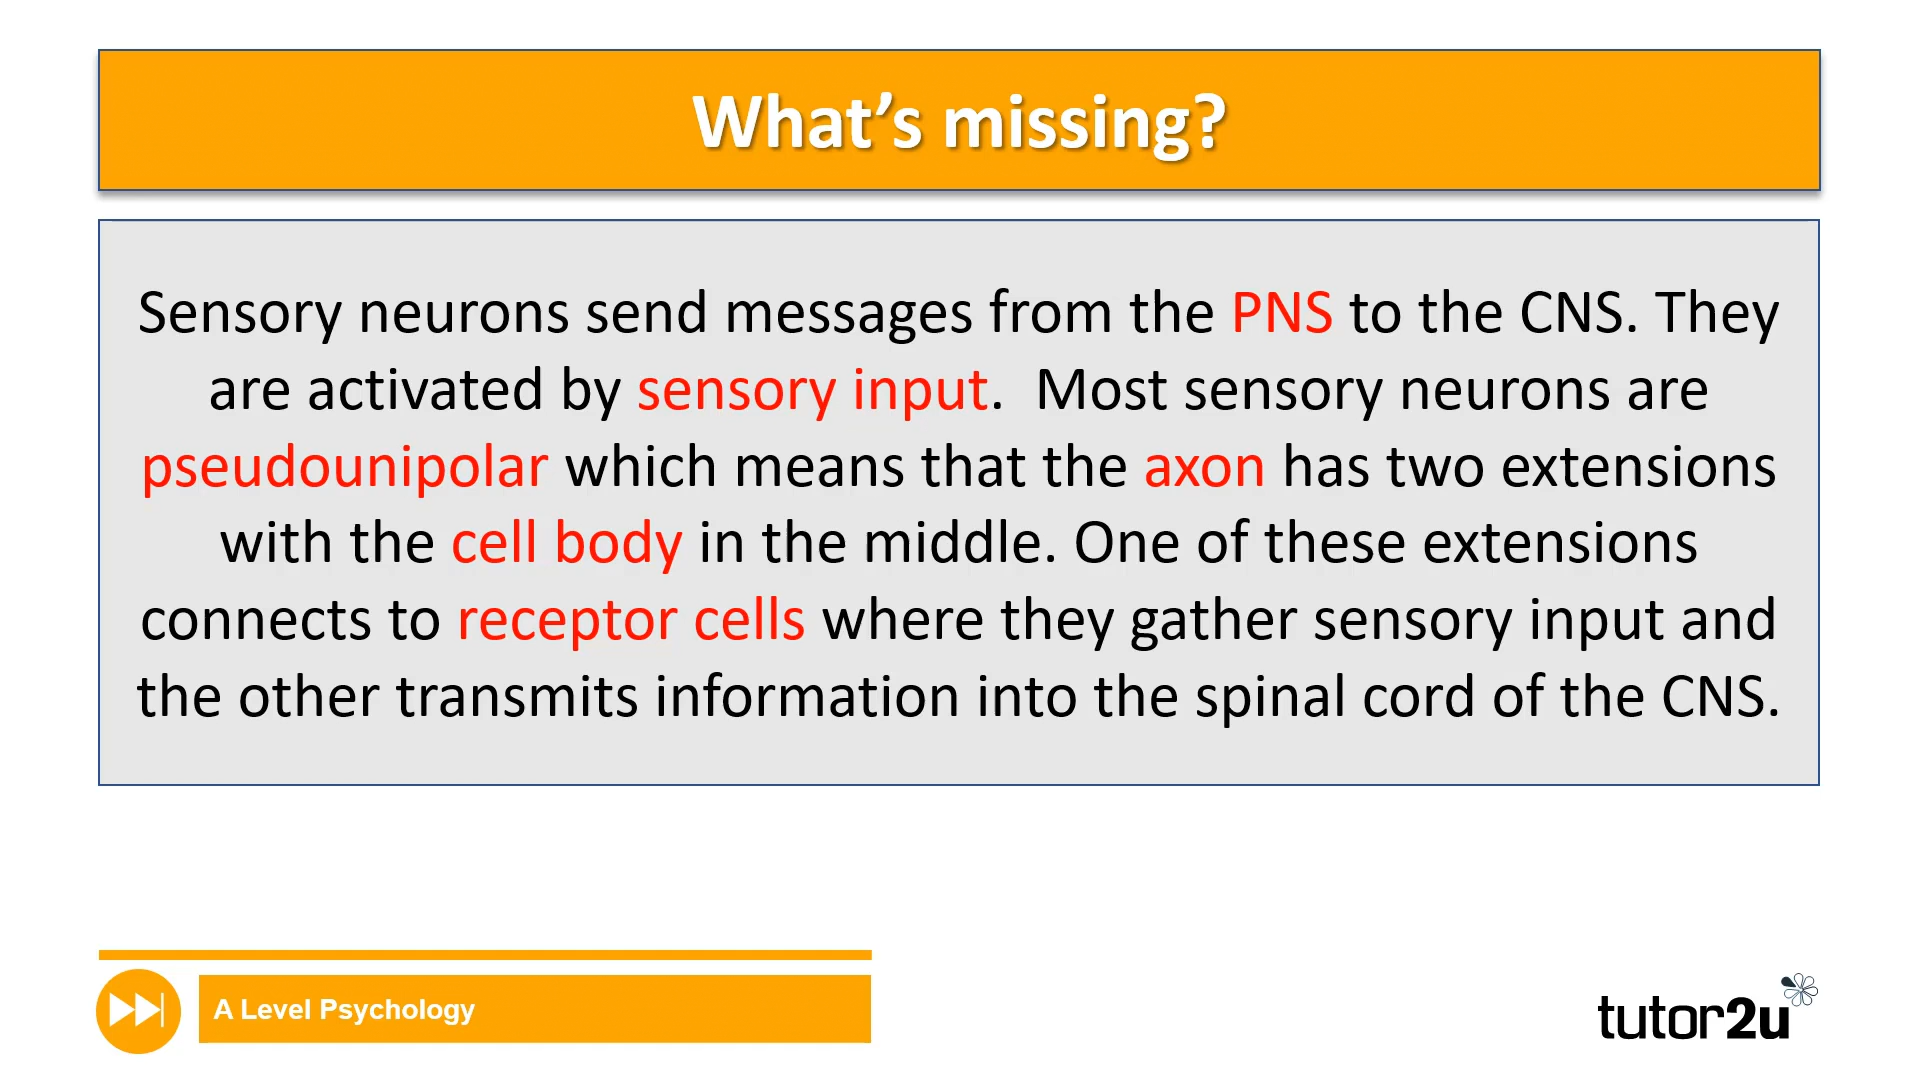 What’s missing?
Sensory neurons send messages from the PNS to the CNS. They
are activated by sensory input.  Most sensory neurons are
pseudounipolar which means that the axon has two extensions
with the cell body in the middle. One of these extensions
connects to receptor cells where they gather sensory input and
the other transmits information into the spinal cord of the CNS.
A Level Psychology
tutor2u